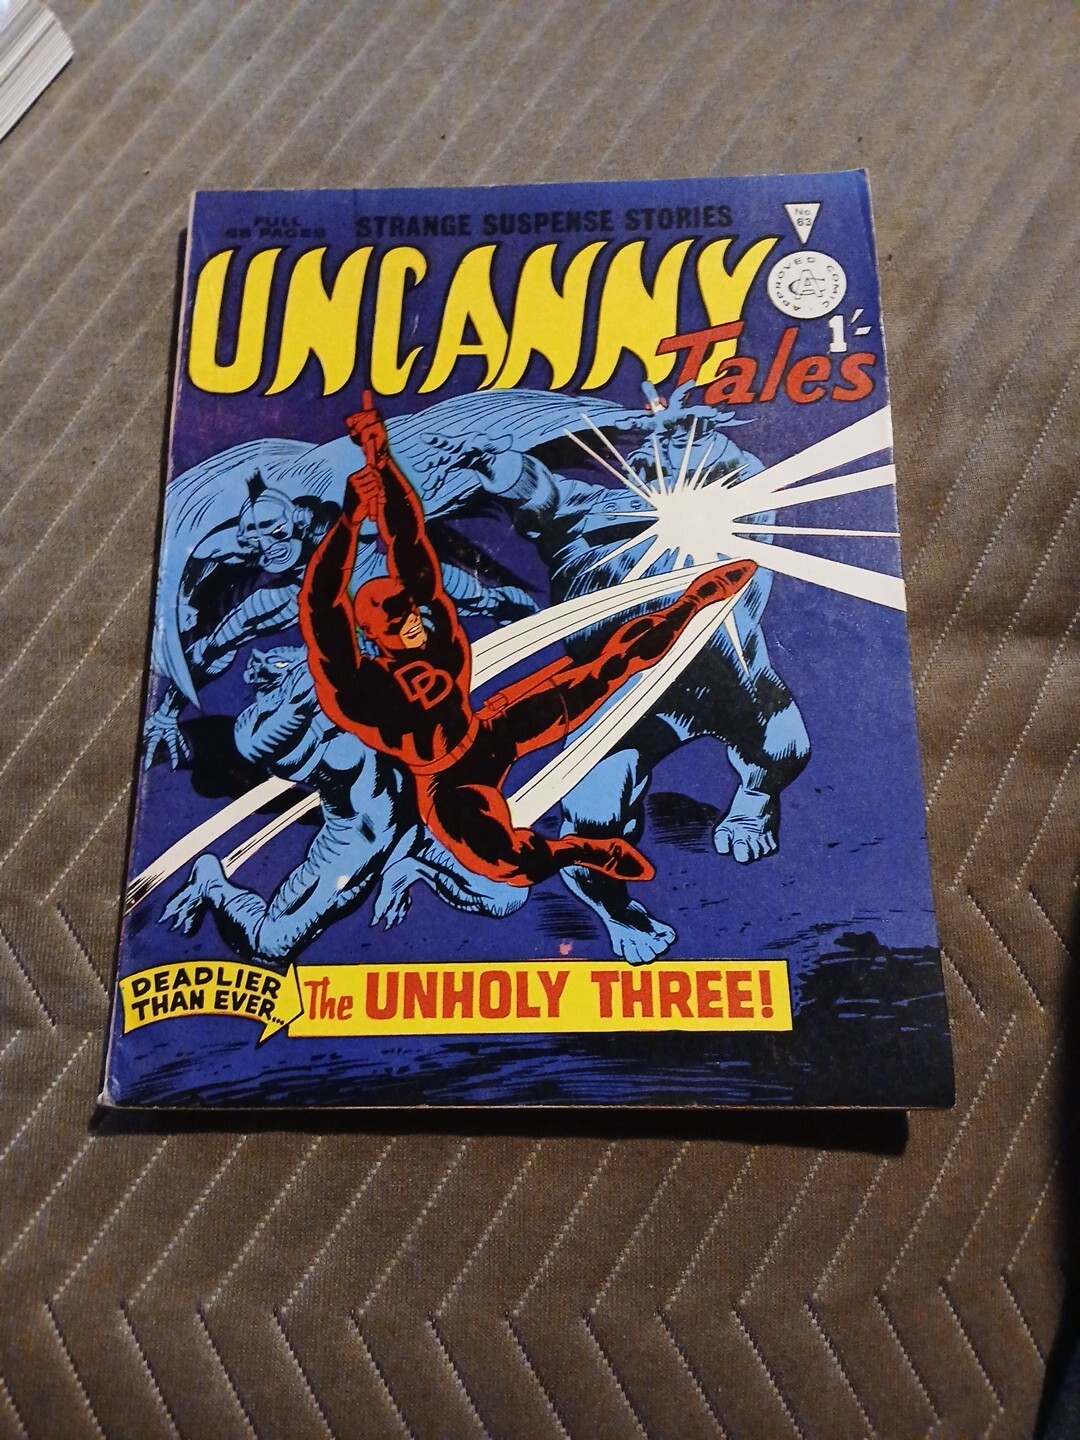 FULL
68 PAGES
STRANGE SUSPENSE STORIES
No
63
UNCANNY
Tales
APPROVED COMIC
AC
1/-
DD
DEADLIER
THAN EVER...
The UNHOLY THREE!